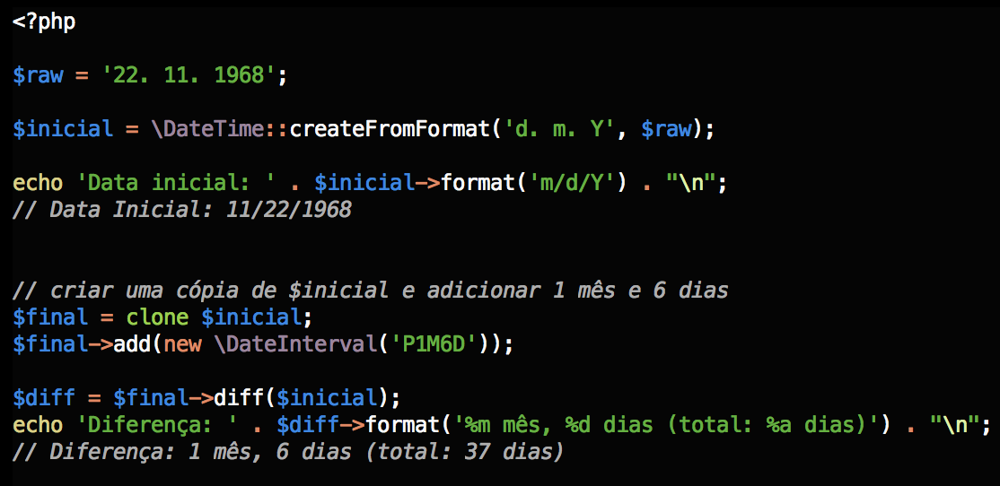 <?php
$raw = '22. 11. 1968';
$inicial = \DateTime::createFromFormat('d. m. Y', $raw);
echo 'Data inicial: ' . $inicial->format('m/d/Y') . "\n";
// Data Inicial: 11/22/1968
// criar uma cópia de $inicial e adicionar 1 mês e 6 dias
$final = clone $inicial;
$final->add(new \DateInterval('P1M6D'));
$diff = $final->diff($inicial);
echo 'Diferença: ' . $diff->format('%m mês, %d dias (total: %a dias)') . "\n";
// Diferença: 1 mês, 6 dias (total: 37 dias)